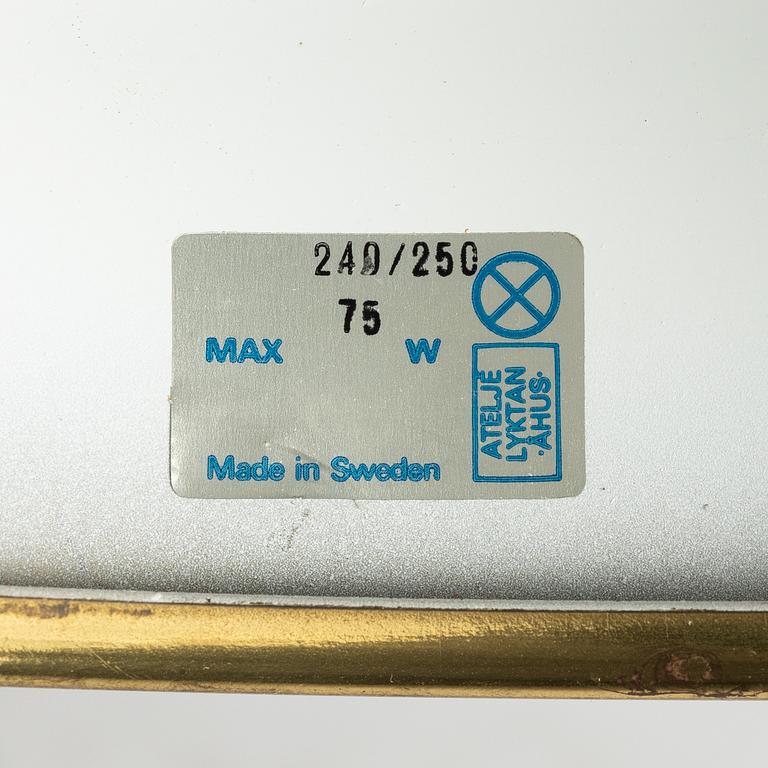 240/250
75
MAX W
Made in Sweden
ATELJÉ
LYKTAN
·ÅHUS·